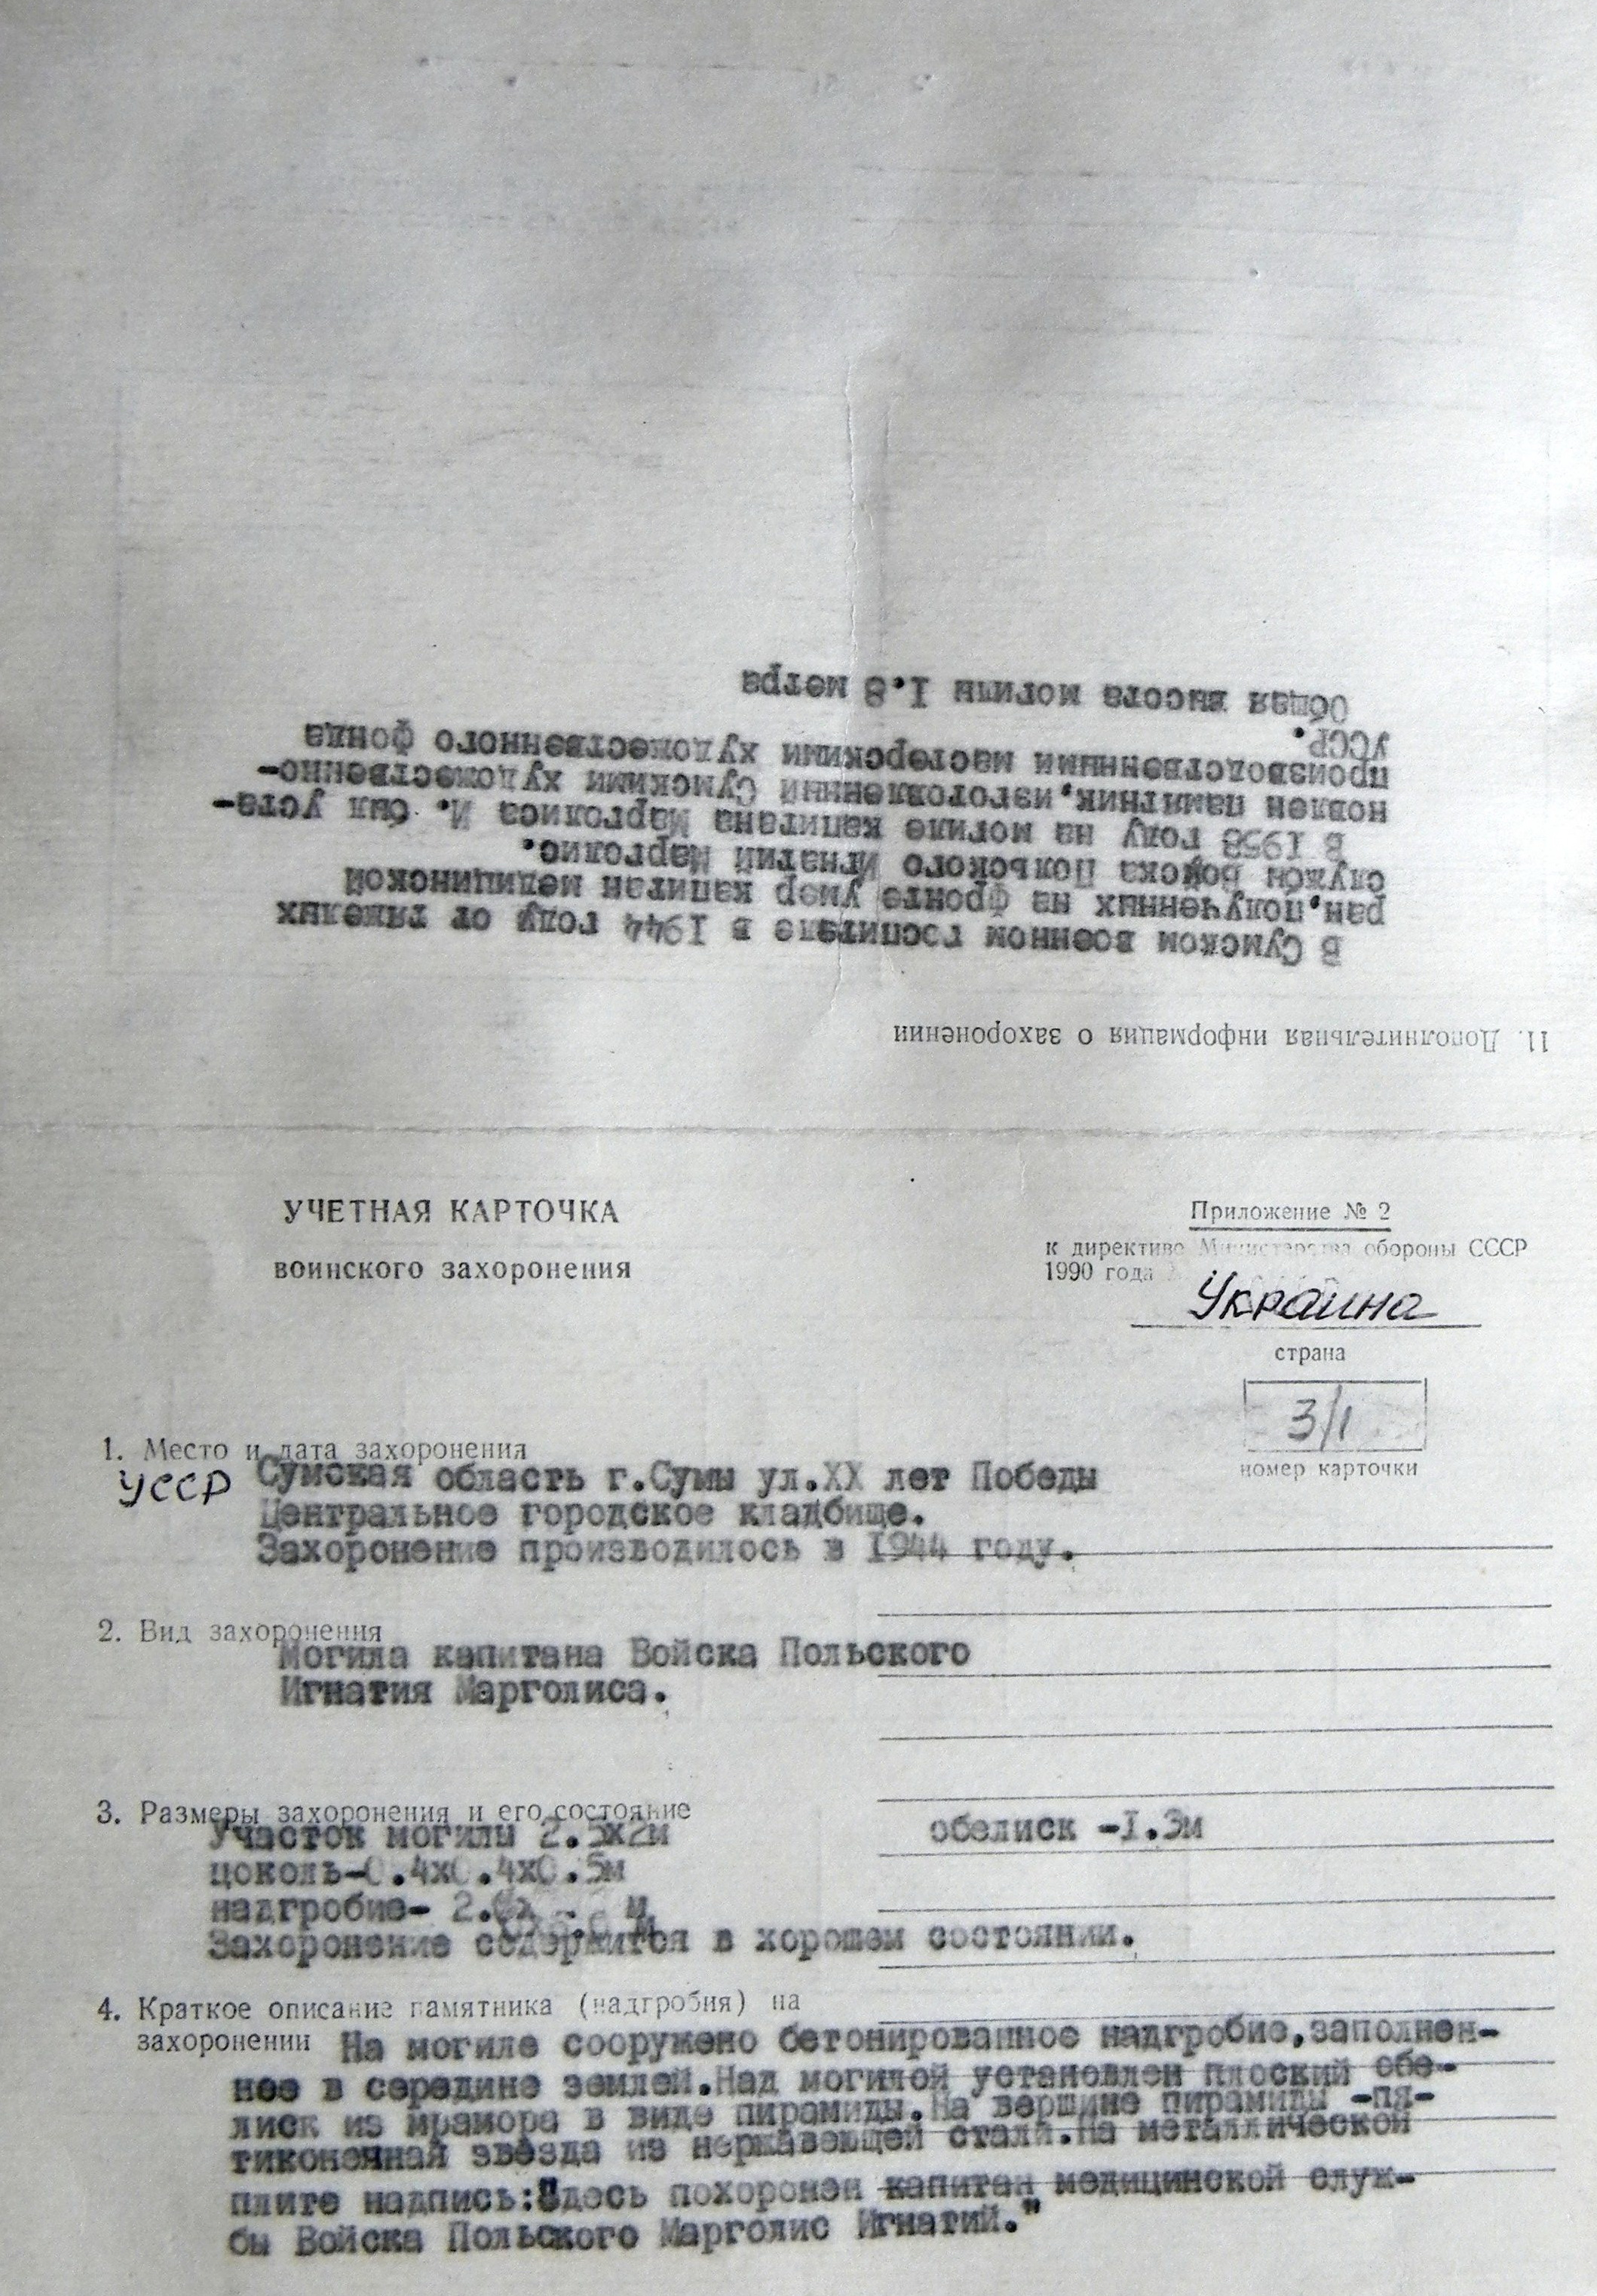 11. Дополнительная информация о захоронении
В Сумском военном госпитале в 1944 году от тяжелых
ран,полученных на фронте умер капитан медицинской
службы Войска Польского Игнатий Марголис.
В 1958 году на могиле капитана Марголиса И. был уста-
новлен памятник,изготовленный Сумскими художественно-
производственными мастерскими художественного фонда
УССР.
Общая высота могилы 1.8 метра
УЧЕТНАЯ КАРТОЧКА
воинского захоронения
Приложение № 2
к директиве Министерства обороны СССР
1990 года
Украина
страна
3/1
номер карточки
1. Место и дата захоронения
УССР Сумская область г.Сумы ул.XX лет Победы
Центральное городское кладбище.
Захоронение производилось в 1944 году.
2. Вид захоронения
Могила капитана Войска Польского
Игнатия Марголиса.
3. Размеры захоронения и его состояние
Участок могилы 2.5х2м
обелиск -1.3м
цоколь-0.4х0.4х0.5м
надгробие- м
Захоронение содержится в хорошем состоянии.
4. Краткое описание памятника (надгробия) на
захоронении На могиле сооружено бетонированное надгробие,заполнен-
ное в середине землей.Над могилой установлен плоский обе-
лиск из мрамора в виде пирамиды.На вершине пирамиды -пя-
тиконечная звезда из нержавеющей стали.На металлической
плите надпись:"Здесь похоронен капитан медицинской служ-
бы Войска Польского Марголис Игнатий."